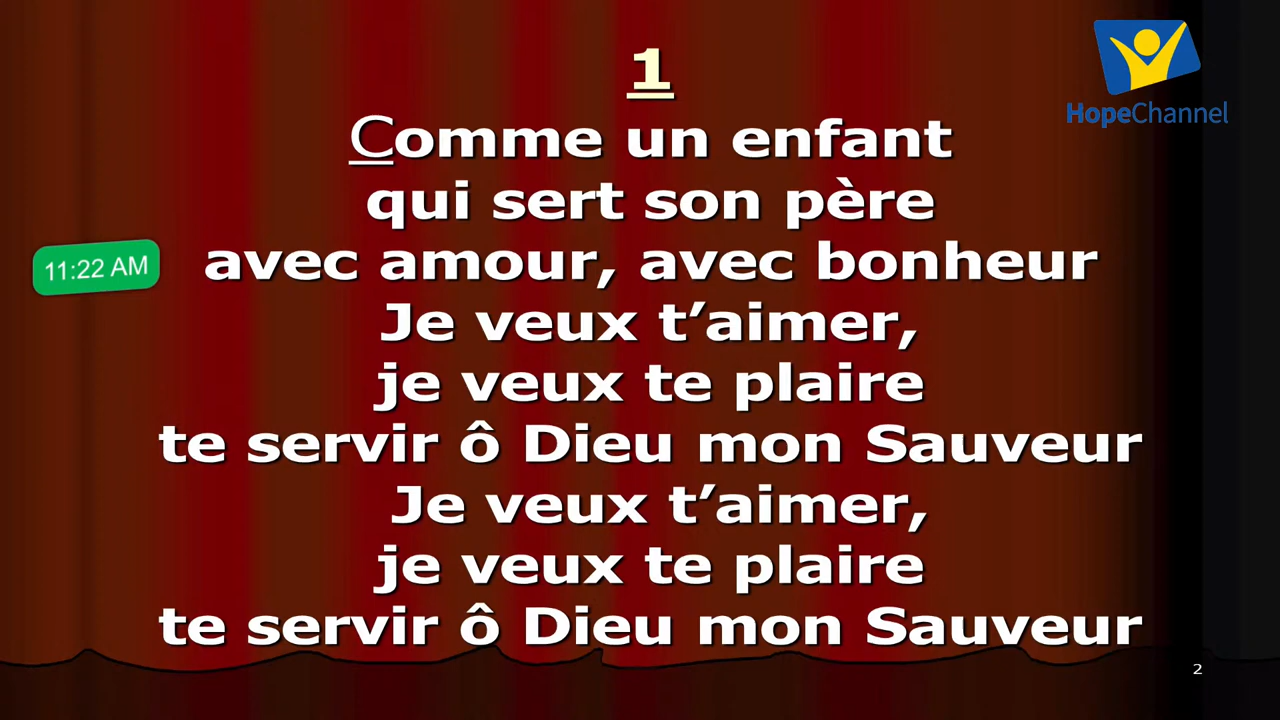 1
HopeChannel
Comme un enfant
qui sert son père
11:22 AM
avec amour, avec bonheur
Je veux t’aimer,
je veux te plaire
te servir ô Dieu mon Sauveur
Je veux t’aimer,
je veux te plaire
te servir ô Dieu mon Sauveur
2